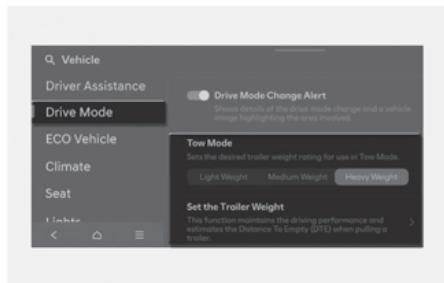 Vehicle
Driver Assistance
Drive Mode
ECO Vehicle
Climate
Seat
Lights
Drive Mode Change Alert
Shows details of the drive mode change and a vehicle
image highlighting the area involved.
Tow Mode
Sets the desired trailer weight rating for use in Tow Mode.
Light Weight Medium Weight Heavy Weight
Set the Trailer Weight
This function maintains the driving performance and
estimates the Distance To Empty (DTE) when pulling a
trailer.